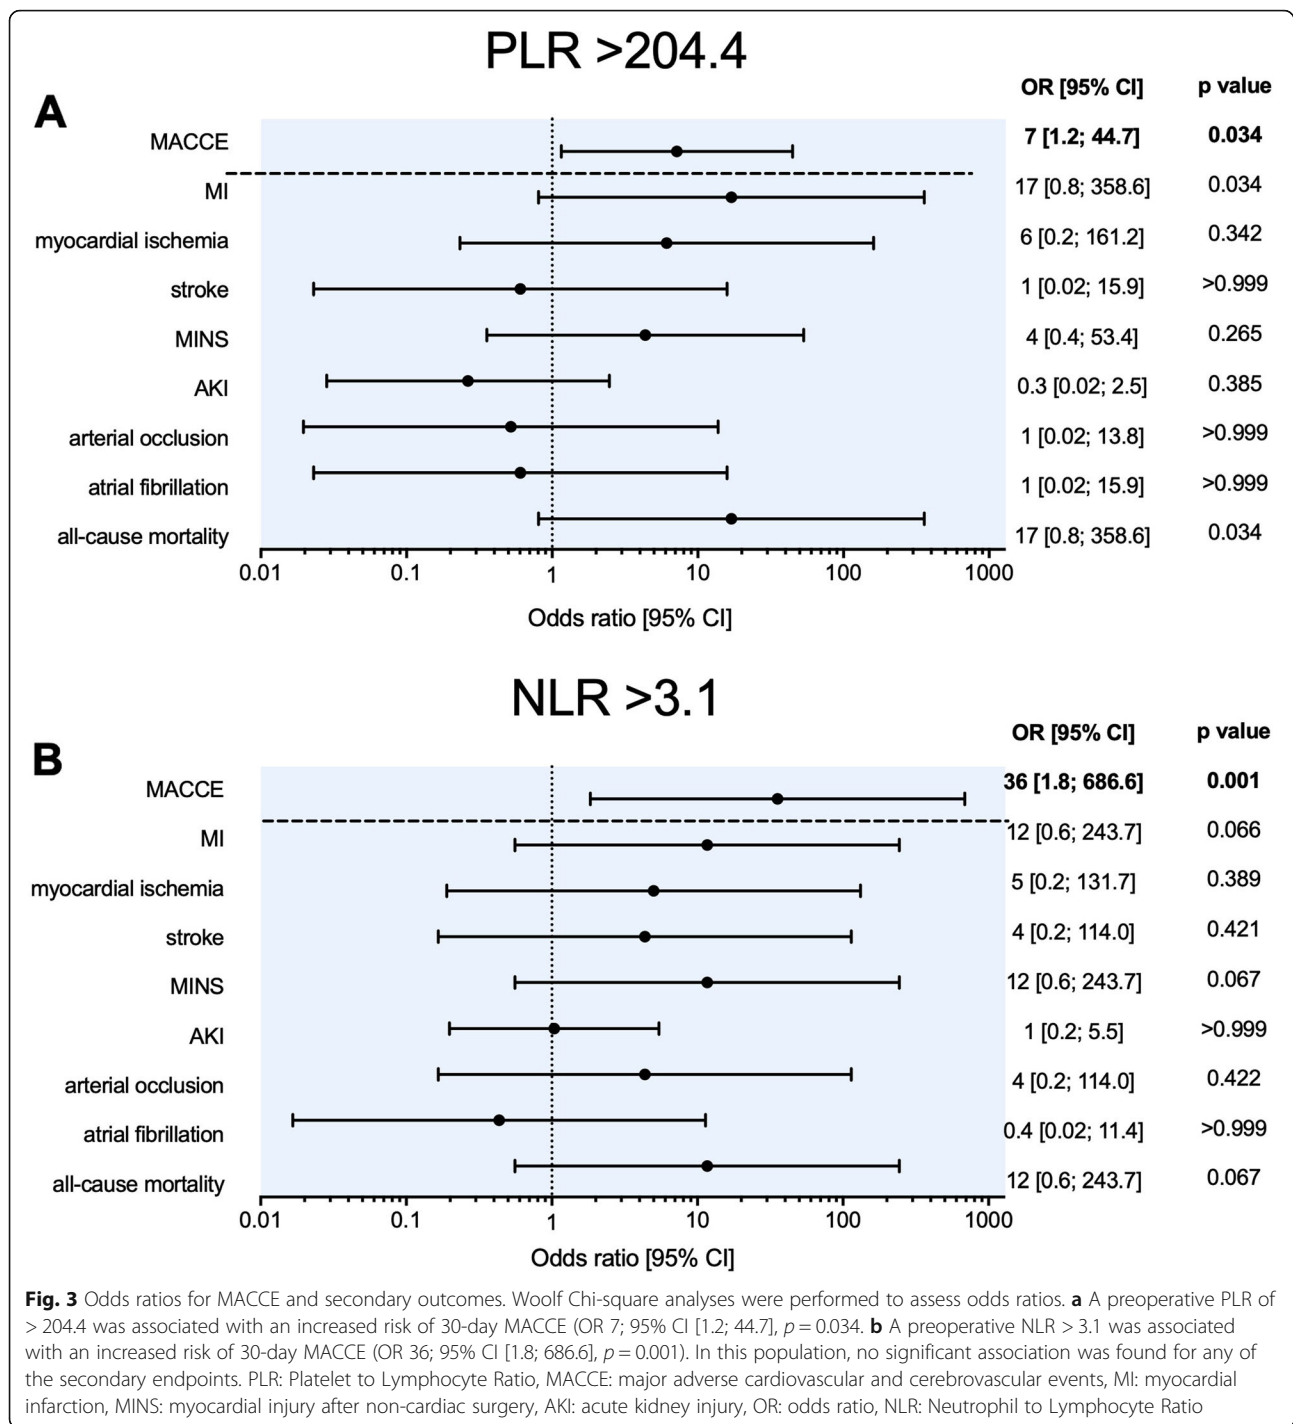 PLR >204.4
A
OR [95% CI] p value
MACCE 7 [1.2; 44.7] 0.034
MI 17 [0.8; 358.6] 0.034
myocardial ischemia 6 [0.2; 161.2] 0.342
stroke 1 [0.02; 15.9] >0.999
MINS 4 [0.4; 53.4] 0.265
AKI 0.3 [0.02; 2.5] 0.385
arterial occlusion 1 [0.02; 13.8] >0.999
atrial fibrillation 1 [0.02; 15.9] >0.999
all-cause mortality 17 [0.8; 358.6] 0.034
0.01 0.1 1 10 100 1000
Odds ratio [95% CI]
NLR >3.1
B
OR [95% CI] p value
MACCE 36 [1.8; 686.6] 0.001
MI 12 [0.6; 243.7] 0.066
myocardial ischemia 5 [0.2; 131.7] 0.389
stroke 4 [0.2; 114.0] 0.421
MINS 12 [0.6; 243.7] 0.067
AKI 1 [0.2; 5.5] >0.999
arterial occlusion 4 [0.2; 114.0] 0.422
atrial fibrillation 0.4 [0.02; 11.4] >0.999
all-cause mortality 12 [0.6; 243.7] 0.067
0.01 0.1 1 10 100 1000
Odds ratio [95% CI]
Fig. 3 Odds ratios for MACCE and secondary outcomes. Woolf Chi-square analyses were performed to assess odds ratios. a A preoperative PLR of
> 204.4 was associated with an increased risk of 30-day MACCE (OR 7; 95% CI [1.2; 44.7], p = 0.034. b A preoperative NLR > 3.1 was associated
with an increased risk of 30-day MACCE (OR 36; 95% CI [1.8; 686.6], p = 0.001). In this population, no significant association was found for any of
the secondary endpoints. PLR: Platelet to Lymphocyte Ratio, MACCE: major adverse cardiovascular and cerebrovascular events, MI: myocardial
infarction, MINS: myocardial injury after non-cardiac surgery, AKI: acute kidney injury, OR: odds ratio, NLR: Neutrophil to Lymphocyte Ratio